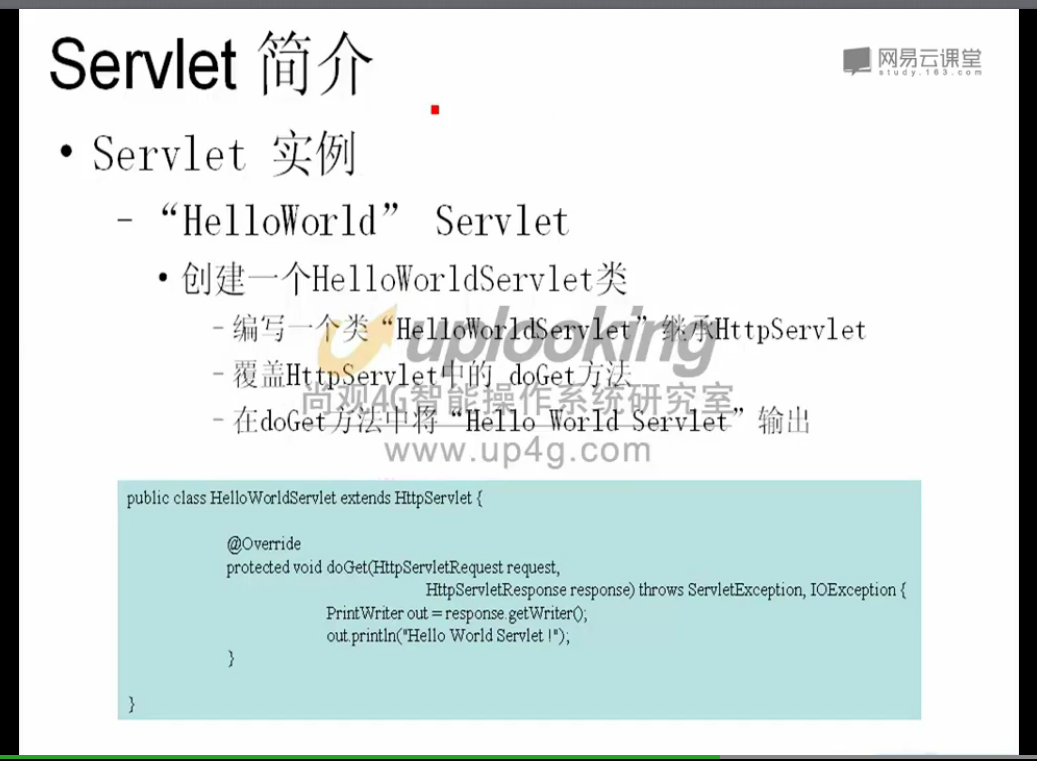 Servlet 简介
网易云课堂
study.163.com
• Servlet 实例
– “HelloWorld” Servlet
• 创建一个HelloWorldServlet类
– 编写一个类“HelloWorldServlet”继承HttpServlet
– 覆盖HttpServlet中的 doGet方法
– 在doGet方法中将“Hello World Servlet”输出
uplooking
尚观4G智能操作系统研究室
www.up4g.com
public class HelloWorldServlet extends HttpServlet {
@Override
protected void doGet(HttpServletRequest request,
HttpServletResponse response) throws ServletException, IOException {
PrintWriter out = response.getWriter();
out.println("Hello World Servlet !");
}
}